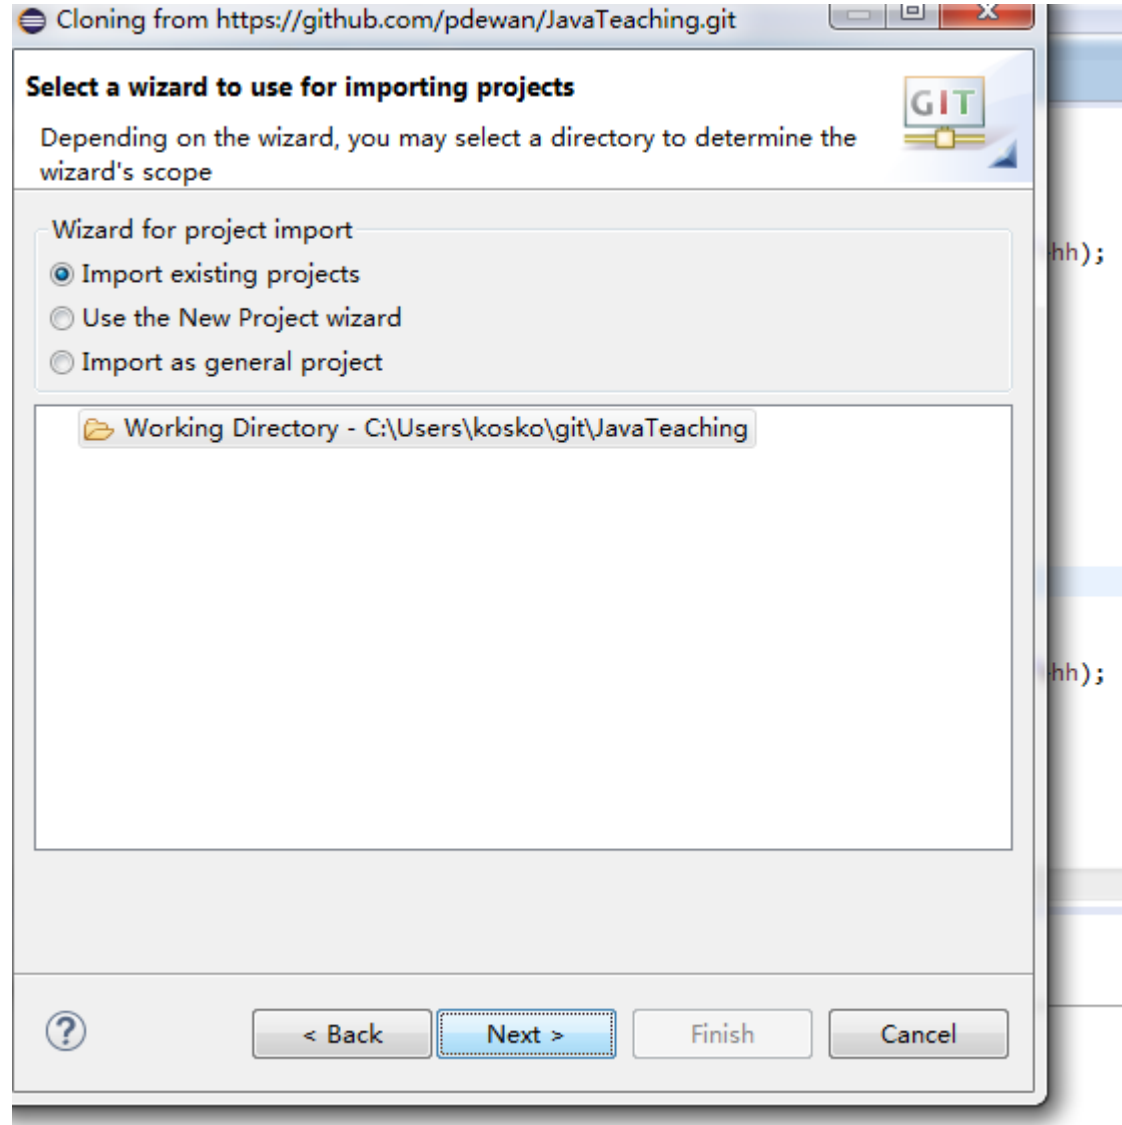 Cloning from https://github.com/pdewan/JavaTeaching.git
Select a wizard to use for importing projects
GIT
Depending on the wizard, you may select a directory to determine the
wizard's scope
Wizard for project import
Import existing projects
hh);
Use the New Project wizard
Import as general project
Working Directory - C:\Users\kosko\git\JavaTeaching
hh);
?
< Back
Next >
Finish
Cancel